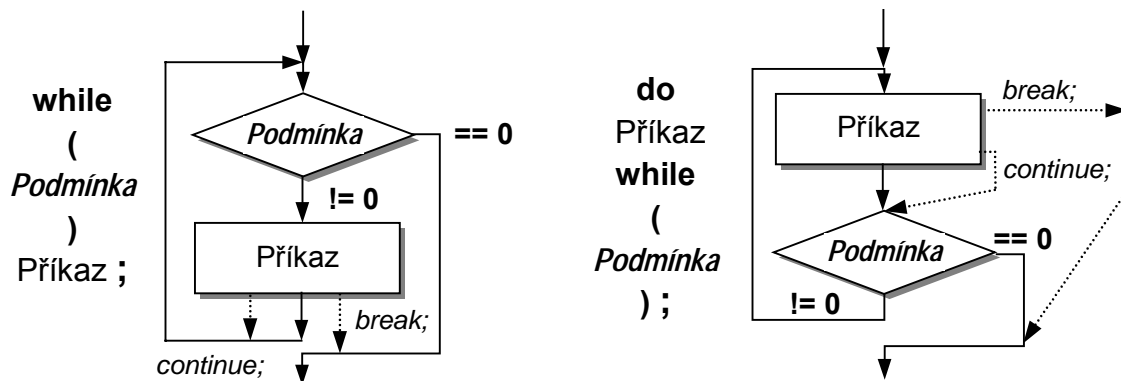 while
(
Podmínka
)
Příkaz ;
Podmínka
== 0
!= 0
Příkaz
break;
continue;
do
Příkaz
while
(
Podmínka
) ;
Příkaz
break;
continue;
Podmínka
== 0
!= 0